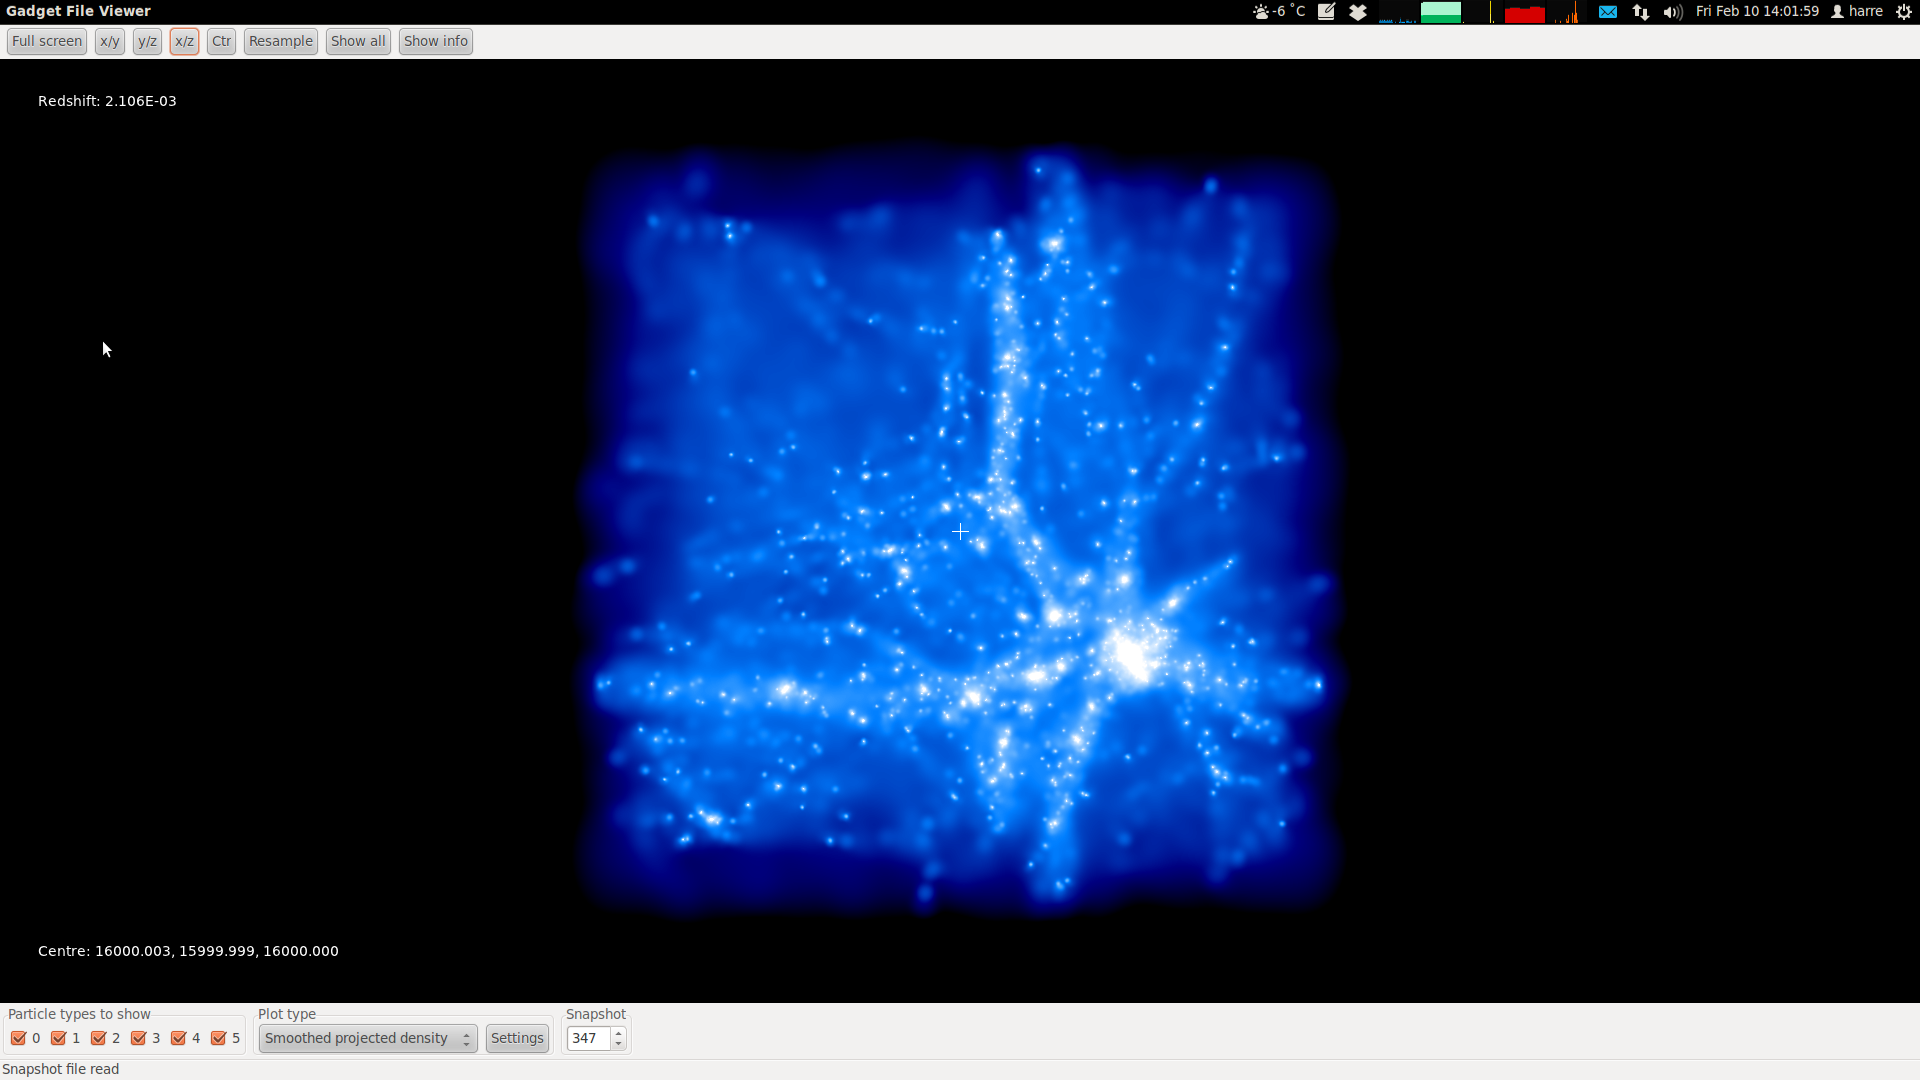 Gadget File Viewer
-6 °C
Fri Feb 10 14:01:59
harre
Full screen x/y y/z x/z Ctr Resample Show all Show info
Redshift: 2.106E-03
Centre: 16000.003, 15999.999, 16000.000
Particle types to show
0 1 2 3 4 5
Plot type
Smoothed projected density
Settings
Snapshot
347
Snapshot file read